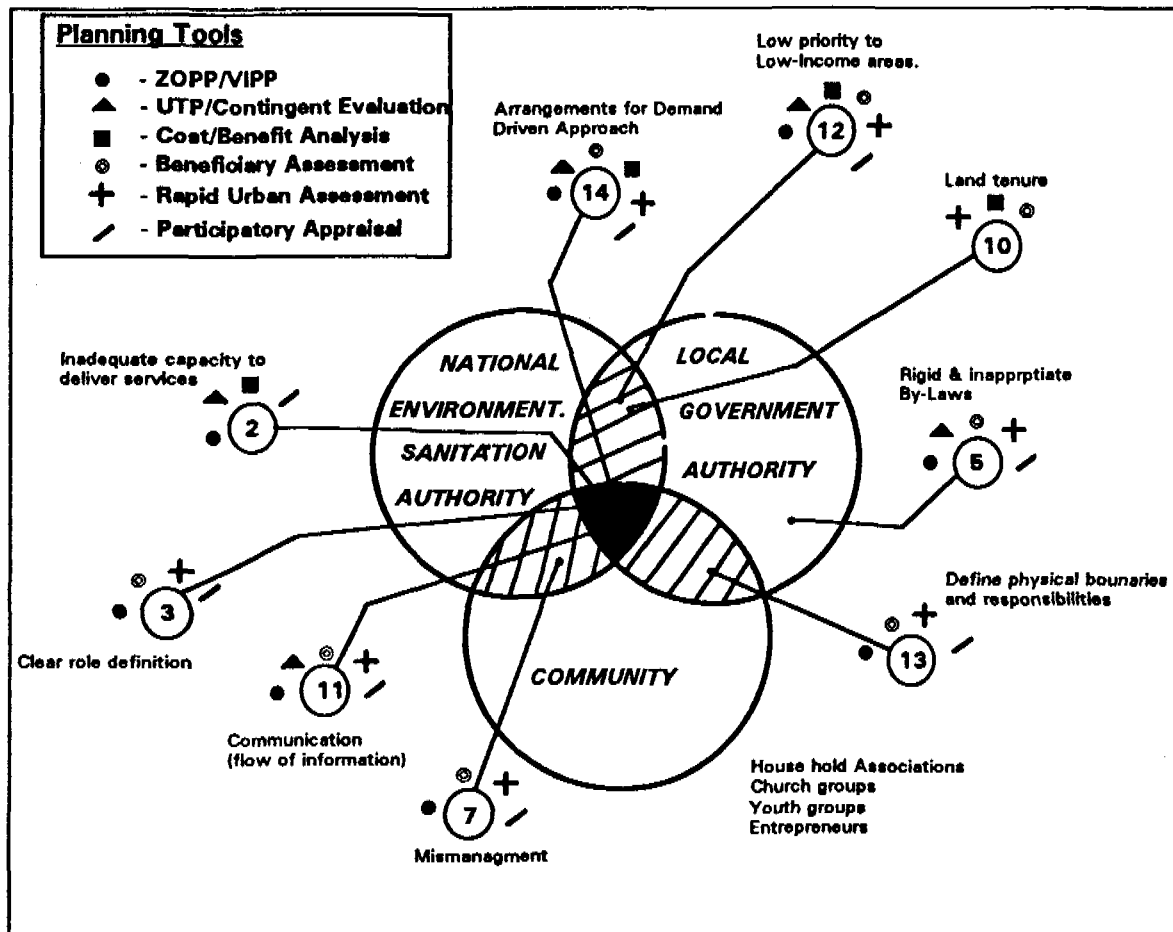 Planning Tools
- ZOPP/VIPP
- UTP/Contingent Evaluation
- Cost/Benefit Analysis
- Beneficiary Assessment
- Rapid Urban Assessment
- Participatory Appraisal
Low priority to
Low-Income areas.
12
Arrangements for Demand
Driven Approach
14
Land tenure
10
Inadequate capacity to
deliver services
2
NATIONAL
ENVIRONMENT.
SANITATION
AUTHORITY
LOCAL
GOVERNMENT
AUTHORITY
Rigid & inapprptiate
By-Laws
5
3
Clear role definition
Define physical bounaries
and responsibilities
13
11
Communication
(flow of information)
COMMUNITY
7
Mismanagment
House hold Associations
Church groups
Youth groups
Entrepreneurs